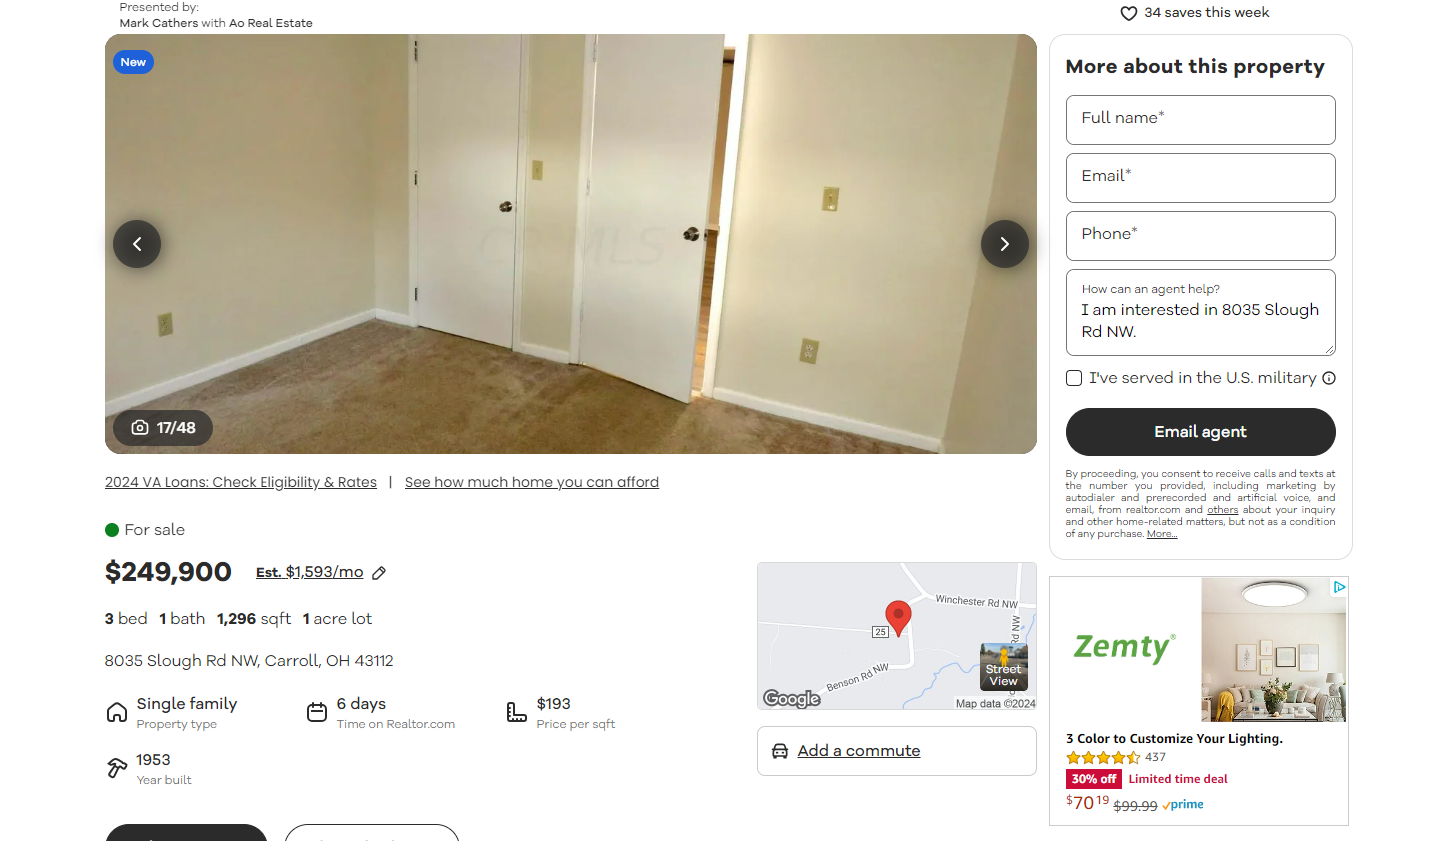 Presented by:
Mark Cathers with Ao Real Estate
34 saves this week
New
CRMLS
17/48
2024 VA Loans: Check Eligibility & Rates | See how much home you can afford
For sale
$249,900 Est. $1,593/mo
3 bed 1 bath 1,296 sqft 1 acre lot
8035 Slough Rd NW, Carroll, OH 43112
Single family
Property type
6 days
Time on Realtor.com
$193
Price per sqft
1953
Year built
Winchester Rd NW
25
Rd NW
Benson Rd NW
Street
View
Google
Map data ©2024
Add a commute
More about this property
Full name*
Email*
Phone*
How can an agent help?
I am interested in 8035 Slough
Rd NW.
I've served in the U.S. military
Email agent
By proceeding, you consent to receive calls and texts at
the number you provided, including marketing by
autodialer and prerecorded and artificial voice, and
email, from realtor.com and others about your inquiry
and other home-related matters, but not as a condition
of any purchase. More...
Zemty®
3 Color to Customize Your Lighting.
437
30% off Limited time deal
$70 19 $99.99 prime